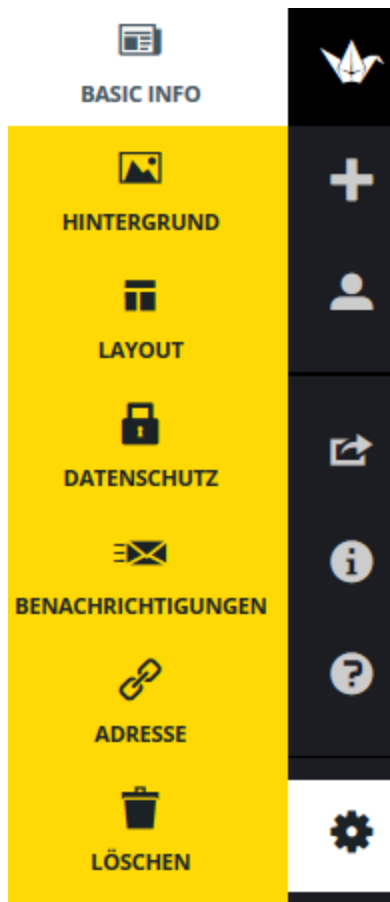 BASIC INFO
HINTERGRUND
LAYOUT
DATENSCHUTZ
BENACHRICHTIGUNGEN
ADRESSE
LÖSCHEN